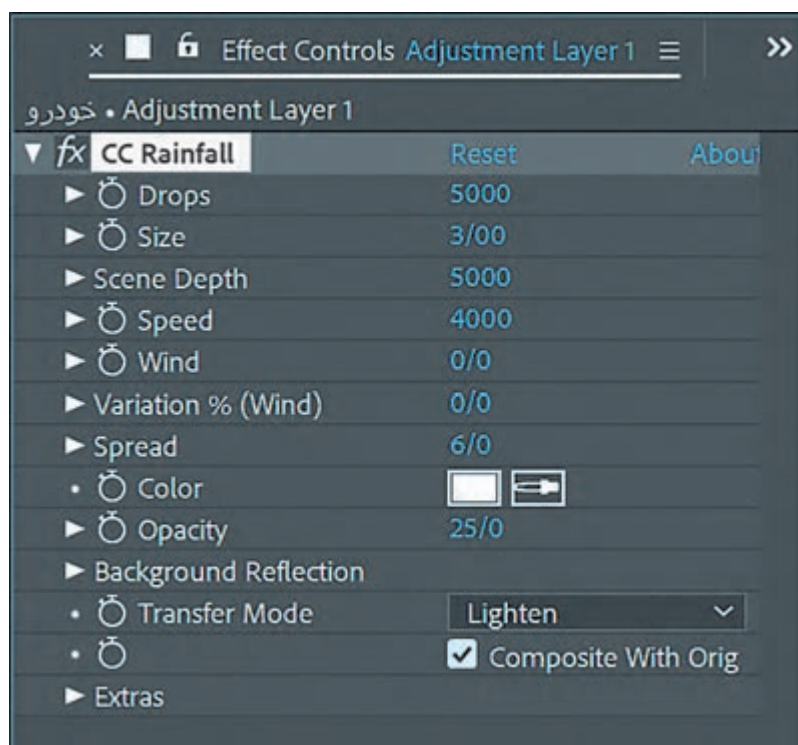 × Effect Controls Adjustment Layer 1 ≡ »
خودرو • Adjustment Layer 1
fx CC Rainfall Reset Abou
Drops 5000
Size 3/00
Scene Depth 5000
Speed 4000
Wind 0/0
Variation % (Wind) 0/0
Spread 6/0
Color
Opacity 25/0
Background Reflection
Transfer Mode Lighten
Composite With Orig
Extras